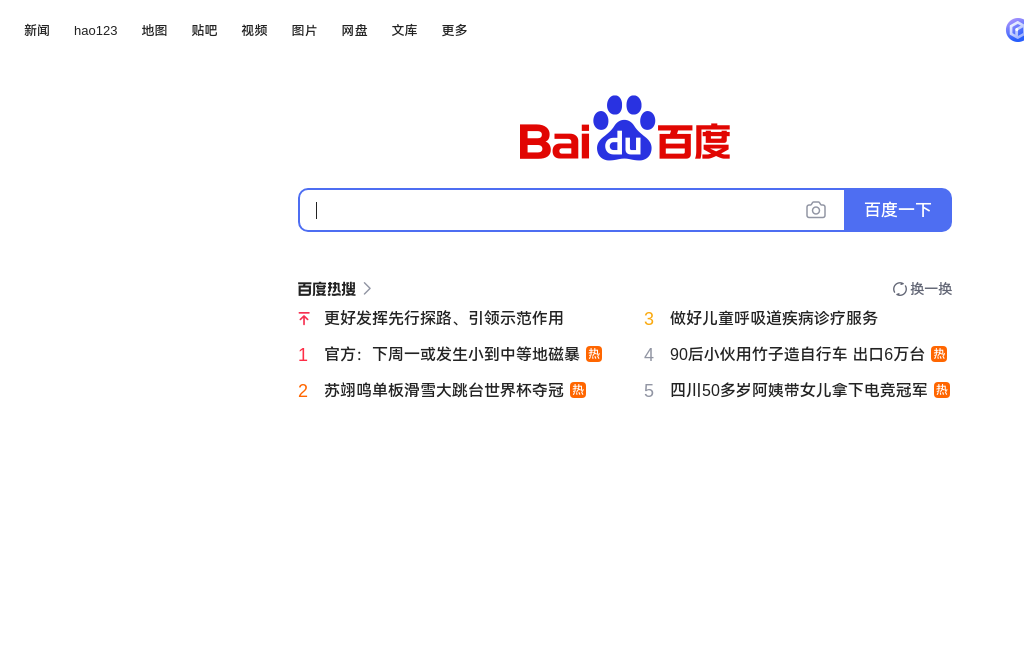 新闻 hao123 地图 贴吧 视频 图片 网盘 文库 更多
Bai du 百度
百度一下
百度热搜 换一换
更好发挥先行探路、引领示范作用
1 官方：下周一或发生小到中等地磁暴 热
2 苏翊鸣单板滑雪大跳台世界杯夺冠 热
3 做好儿童呼吸道疾病诊疗服务
4 90后小伙用竹子造自行车 出口6万台 热
5 四川50多岁阿姨带女儿拿下电竞冠军 热